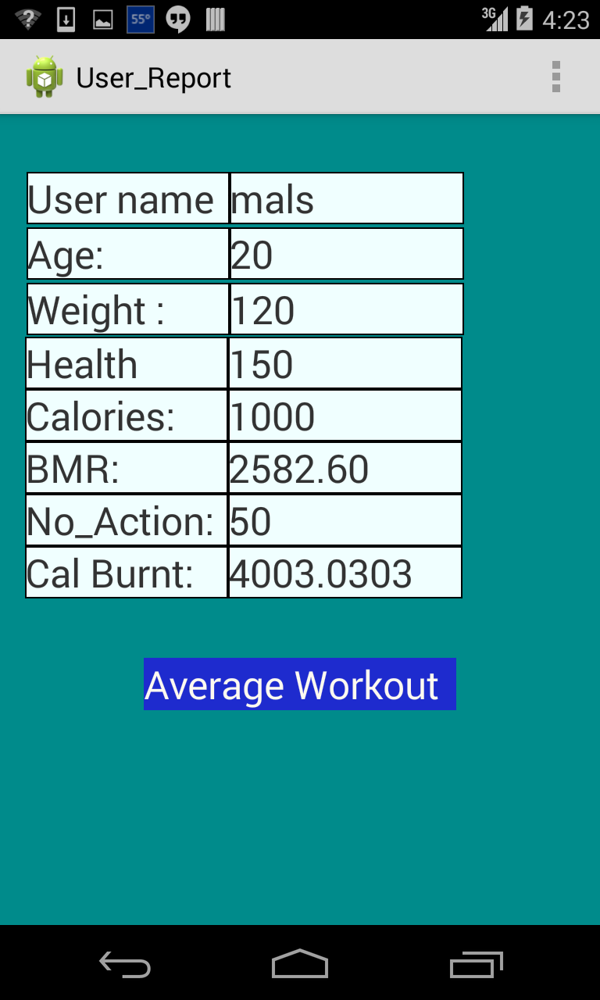 55°
3G 4:23
User_Report
User name mals
Age: 20
Weight : 120
Health 150
Calories: 1000
BMR: 2582.60
No_Action: 50
Cal Burnt: 4003.0303
Average Workout